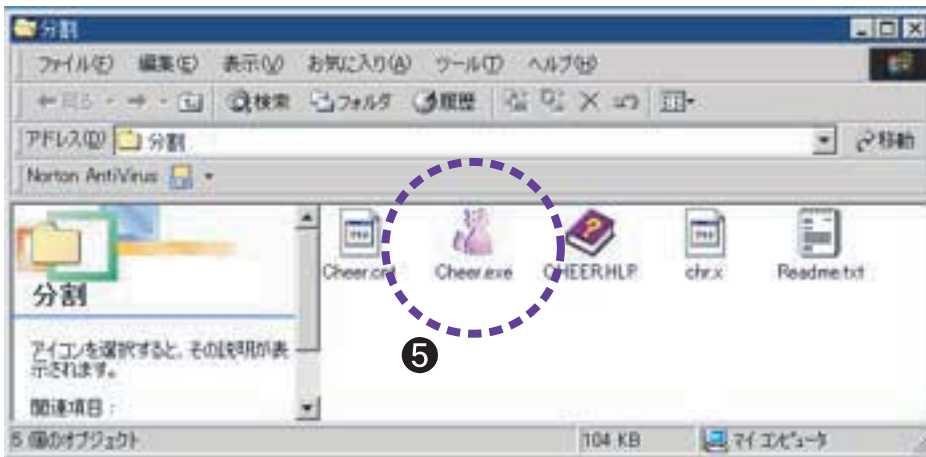 分割
ファイル(F) 編集(E) 表示(V) お気に入り(A) ツール(T) ヘルプ(H)
戻る 検索 フォルダ 履歴
アドレス(D) 分割 移動
Norton AntiVirus
Cheer.cnt Cheer.exe CHEER.HLP chr.x Readme.txt
分割
❺
アイコンを選択すると、その説明が表
示されます。
関連項目:
5 個のオブジェクト 104 KB マイ コンピュータ